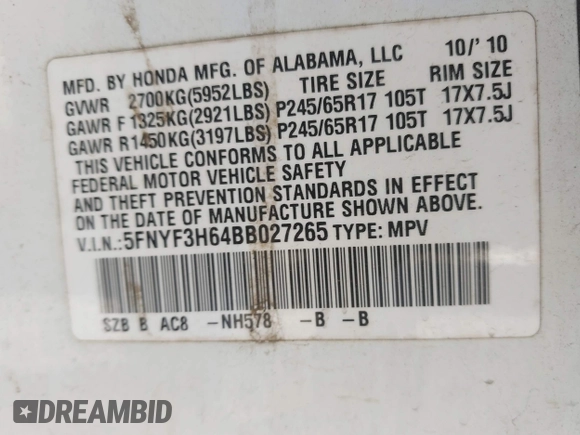 MFD. BY HONDA MFG. OF ALABAMA, LLC 10/'10
GVWR 2700KG(5952LBS) TIRE SIZE RIM SIZE
GAWR F1325KG(2921LBS) P245/65R17 105T 17X7.5J
GAWR R1450KG(3197LBS) P245/65R17 105T 17X7.5J
THIS VEHICLE CONFORMS TO ALL APPLICABLE
FEDERAL MOTOR VEHICLE SAFETY
AND THEFT PREVENTION STANDARDS IN EFFECT
ON THE DATE OF MANUFACTURE SHOWN ABOVE.
V.I.N.:5FNYF3H64BB027265 TYPE: MPV
SZB B AC8 -NH578 -B -B
DREAMBID